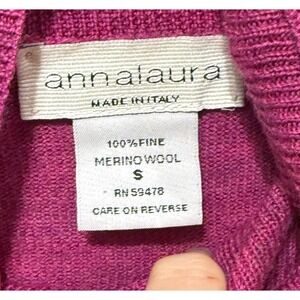 annalaura
MADE IN ITALY
100% FINE
MERINO WOOL
S
RN 59478
CARE ON REVERSE